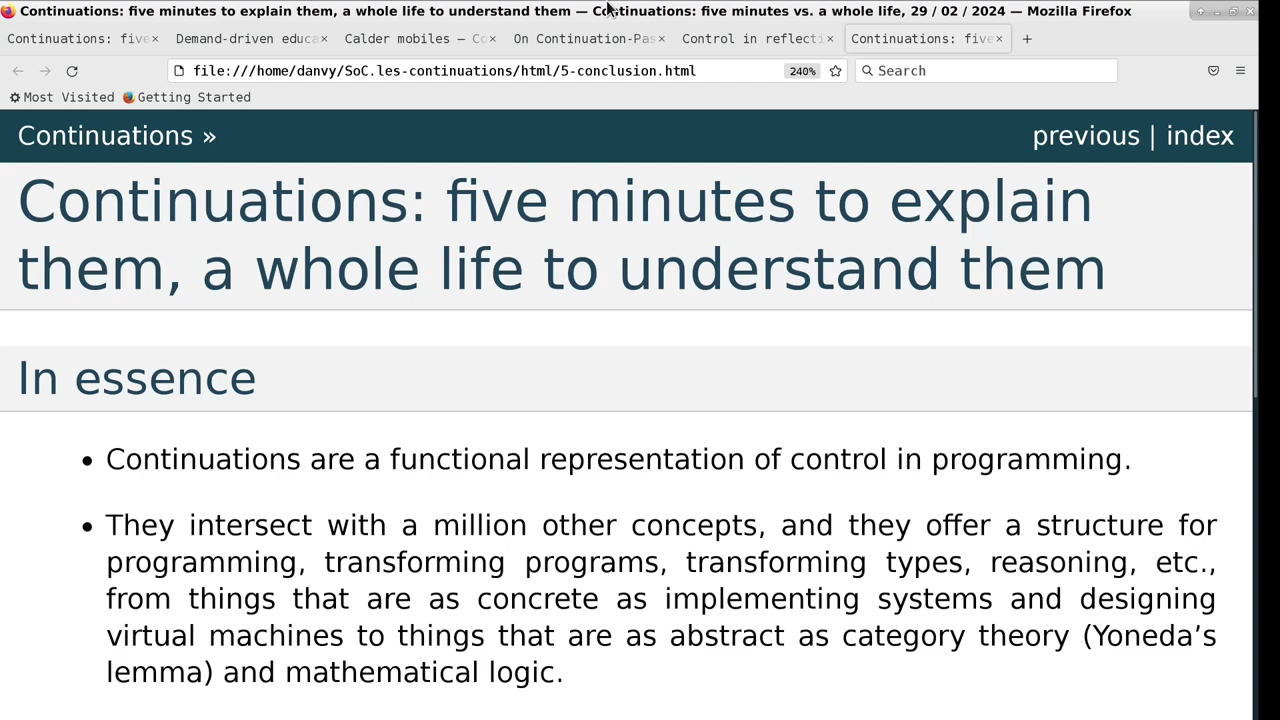 Continuations: five minutes to explain them, a whole life to understand them — Continuations: five minutes vs. a whole life, 29 / 02 / 2024 — Mozilla Firefox
Continuations: five Demand-driven educa Calder mobiles — Co On Continuation-Pas Control in reflecti Continuations: five
file:///home/danvy/SoC.les-continuations/html/5-conclusion.html 240% Search
Most Visited Getting Started
Continuations » previous | index
Continuations: five minutes to explain
them, a whole life to understand them
In essence
• Continuations are a functional representation of control in programming.
• They intersect with a million other concepts, and they offer a structure for
programming, transforming programs, transforming types, reasoning, etc.,
from things that are as concrete as implementing systems and designing
virtual machines to things that are as abstract as category theory (Yoneda’s
lemma) and mathematical logic.